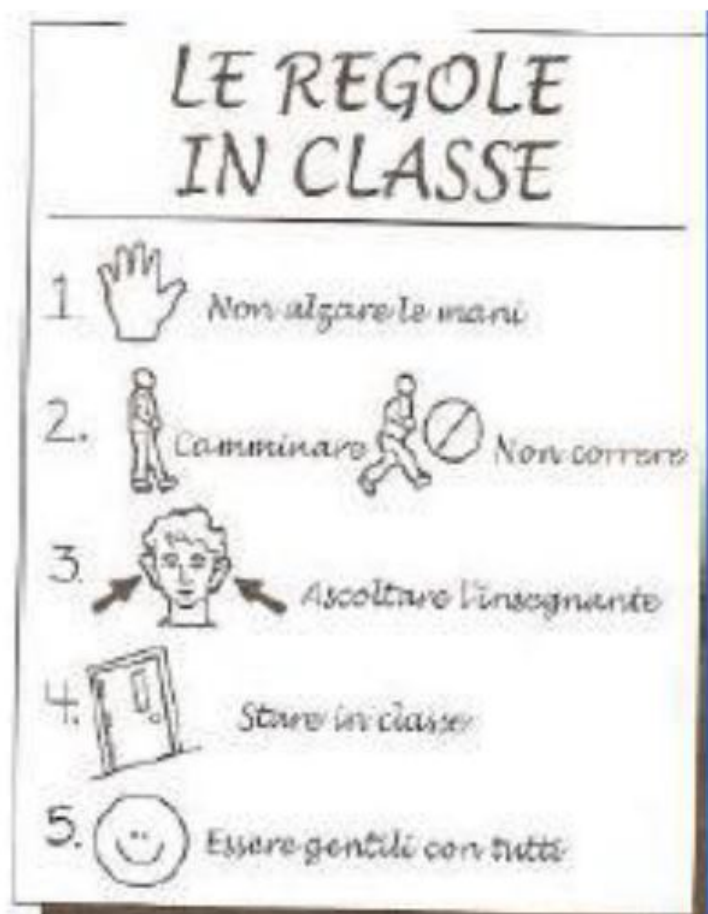 LE REGOLE
IN CLASSE
1 Non alzare le mani
2. Camminare Non correre
3. Ascoltare l'insegnante
4. Stare in classe
5. Essere gentili con tutti